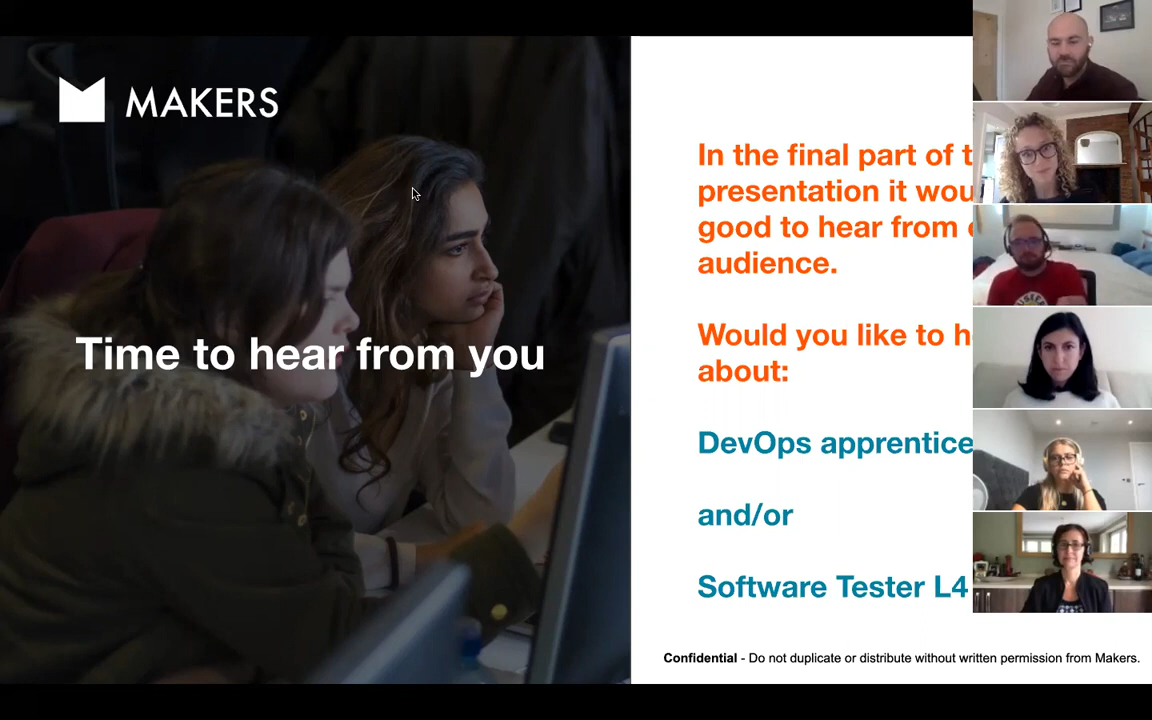 MAKERS
Time to hear from you
In the final part of
presentation it
good to hear from
audience.
Would you like to
about:
DevOps
and/or
Software Tester L4
Confidential - Do not duplicate or distribute without written permission from Makers.